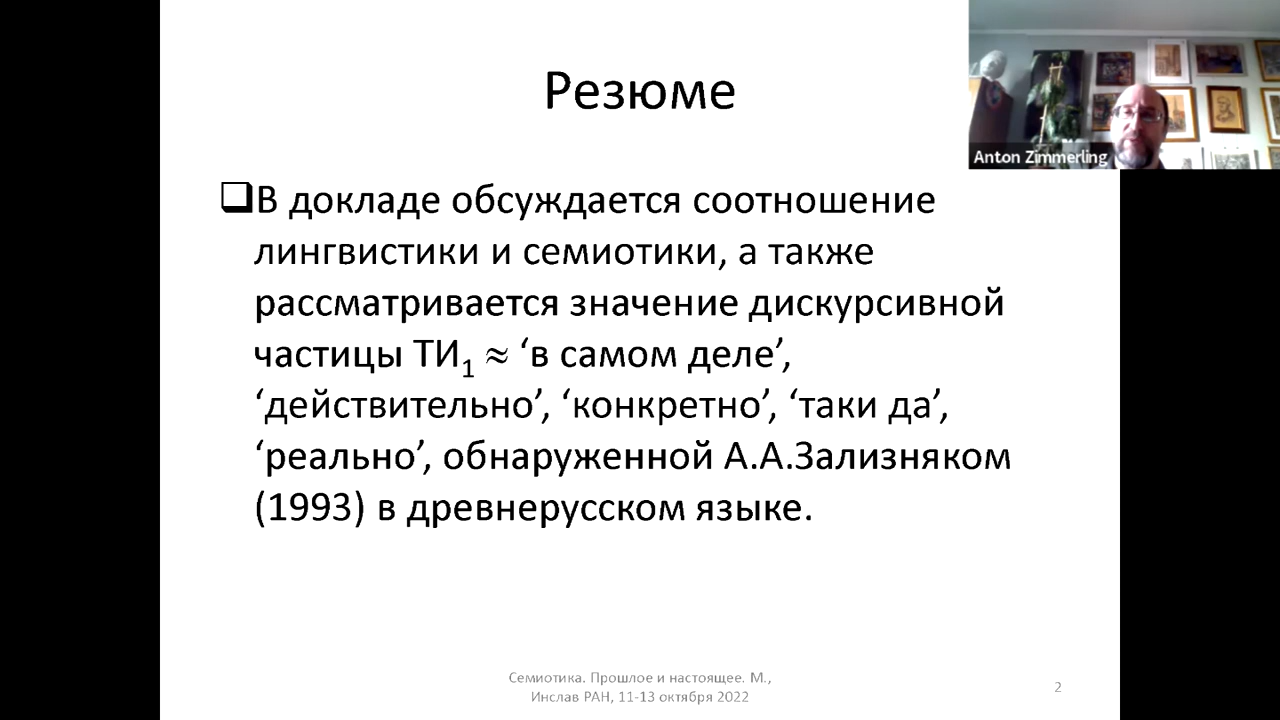 Резюме
Anton Zimmerling
В докладе обсуждается соотношение
лингвистики и семиотики, а также
рассматривается значение дискурсивной
частицы ТИ₁ ≈ ‘в самом деле’,
‘действительно’, ‘конкретно’, ‘таки да’,
‘реально’, обнаруженной А.А.Зализняком
(1993) в древнерусском языке.
Семиотика. Прошлое и настоящее. М.,
Инслав РАН, 11-13 октября 2022
2